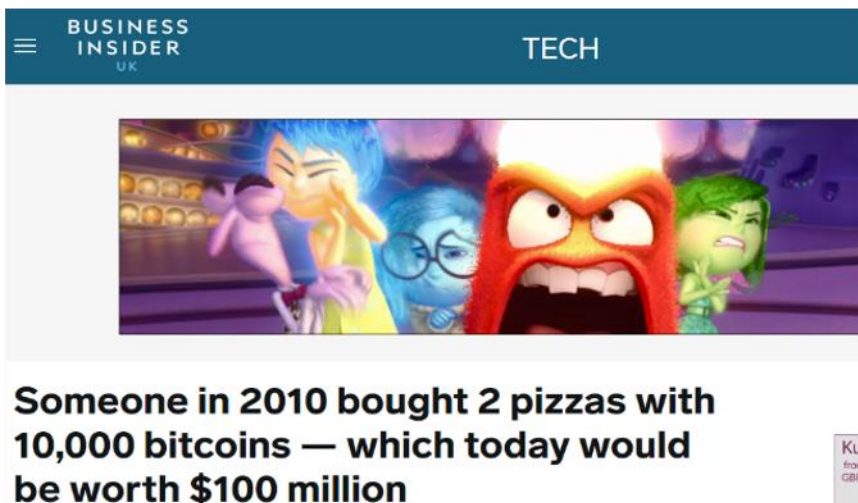 BUSINESS
INSIDER
UK
TECH
Someone in 2010 bought 2 pizzas with
10,000 bitcoins — which today would
be worth $100 million
Ku